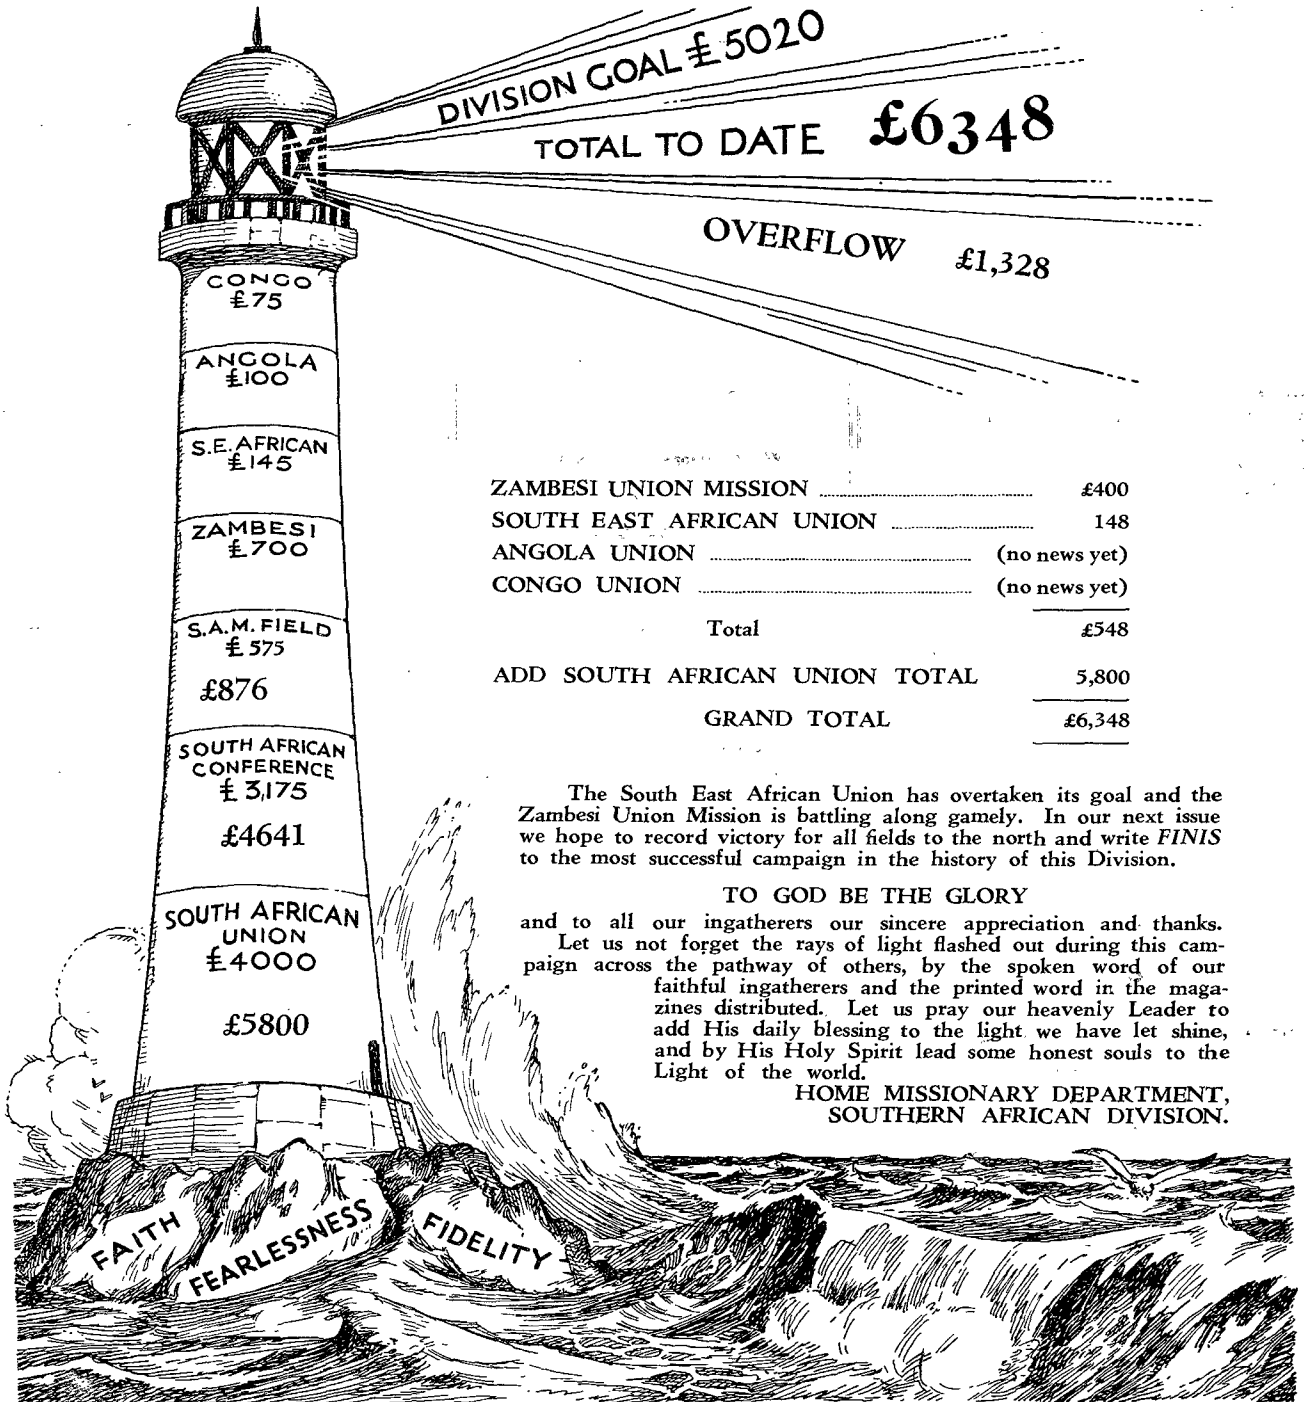 DIVISION GOAL £5020
TOTAL TO DATE £6348
OVERFLOW £1,328
CONGO
£75
ANGOLA
£100
S.E. AFRICAN
£145
ZAMBESI
£700
S.A.M. FIELD
£575
£876
SOUTH AFRICAN
CONFERENCE
£3,175
£4641
SOUTH AFRICAN
UNION
£4000
£5800
ZAMBESI UNION MISSION £400
SOUTH EAST AFRICAN UNION 148
ANGOLA UNION (no news yet)
CONGO UNION (no news yet)
Total £548
ADD SOUTH AFRICAN UNION TOTAL 5,800
GRAND TOTAL £6,348
The South East African Union has overtaken its goal and the
Zambesi Union Mission is battling along gamely. In our next issue
we hope to record victory for all fields to the north and write FINIS
to the most successful campaign in the history of this Division.
TO GOD BE THE GLORY
and to all our ingatherers our sincere appreciation and thanks.
Let us not forget the rays of light flashed out during this cam-
paign across the pathway of others, by the spoken word of our
faithful ingatherers and the printed word in the maga-
zines distributed. Let us pray our heavenly Leader to
add His daily blessing to the light we have let shine,
and by His Holy Spirit lead some honest souls to the
Light of the world.
HOME MISSIONARY DEPARTMENT,
SOUTHERN AFRICAN DIVISION.
FAITH
FEARLESSNESS
FIDELITY